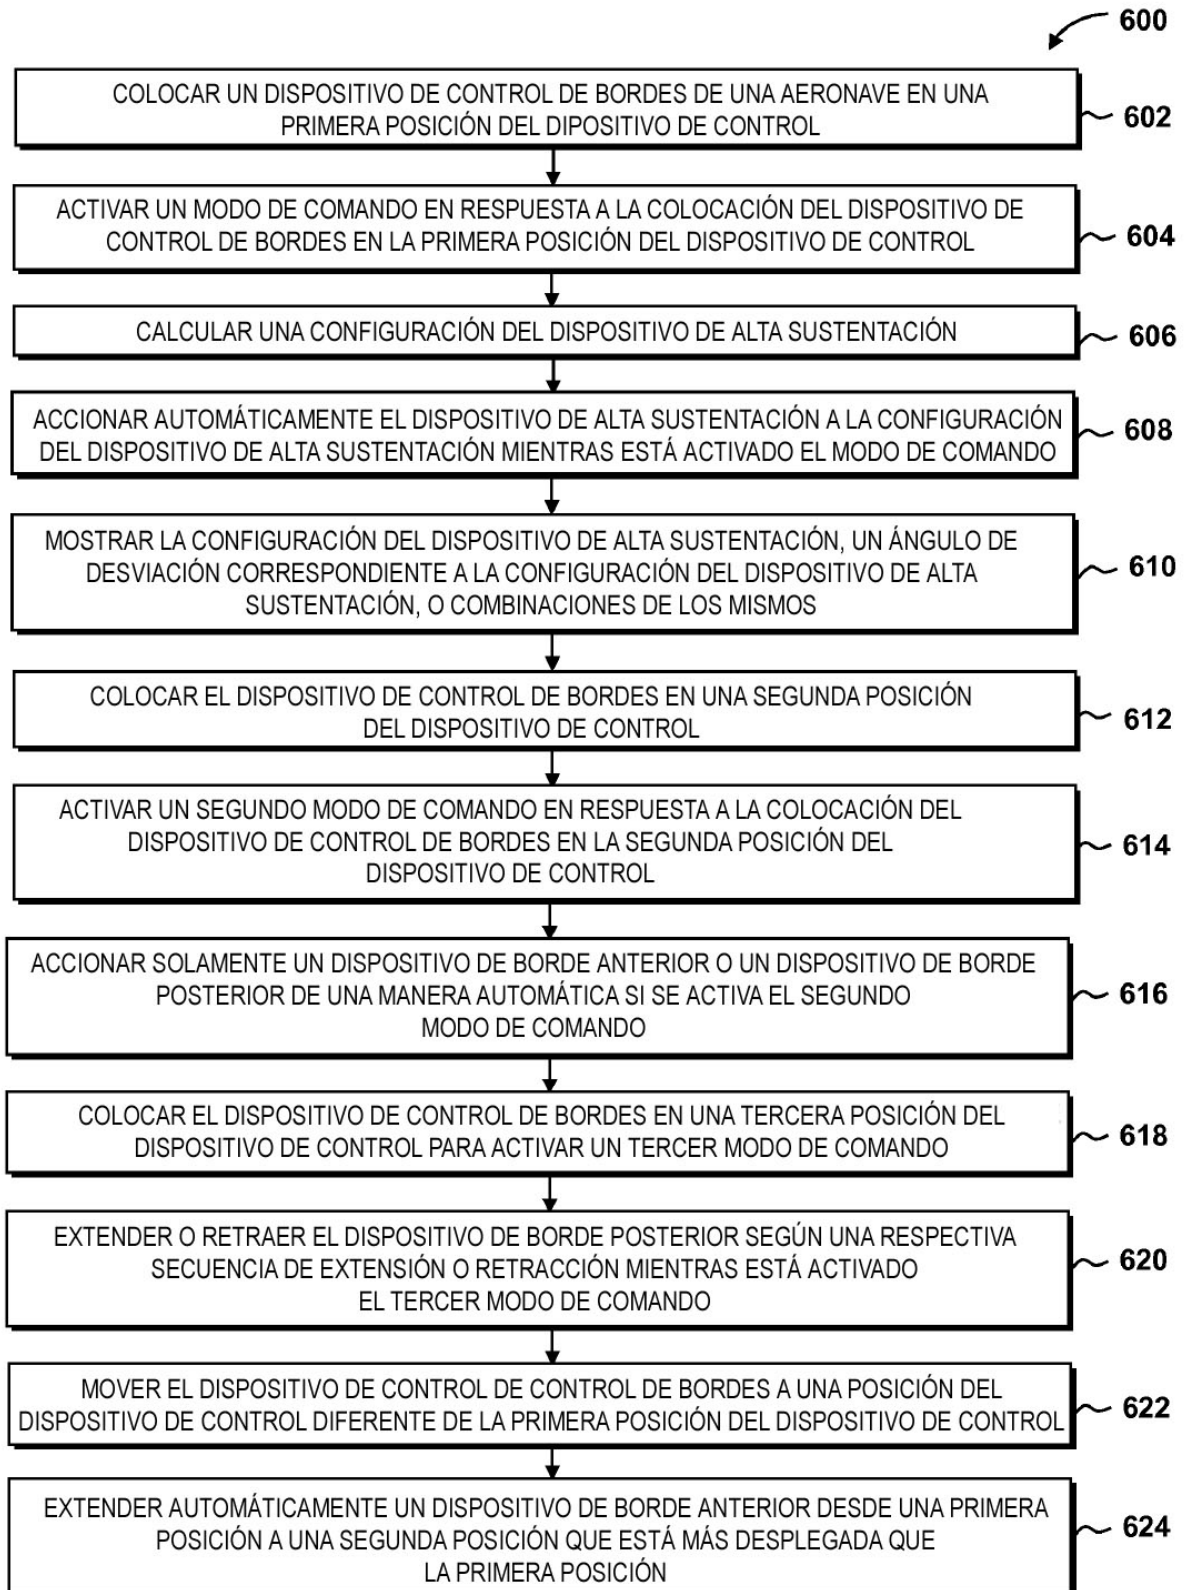 600
COLOCAR UN DISPOSITIVO DE CONTROL DE BORDES DE UNA AERONAVE EN UNA
PRIMERA POSICIÓN DEL DIPOSITIVO DE CONTROL
602
ACTIVAR UN MODO DE COMANDO EN RESPUESTA A LA COLOCACIÓN DEL DISPOSITIVO DE
CONTROL DE BORDES EN LA PRIMERA POSICIÓN DEL DISPOSITIVO DE CONTROL
604
CALCULAR UNA CONFIGURACIÓN DEL DISPOSITIVO DE ALTA SUSTENTACIÓN
606
ACCIONAR AUTOMÁTICAMENTE EL DISPOSITIVO DE ALTA SUSTENTACIÓN A LA CONFIGURACIÓN
DEL DISPOSITIVO DE ALTA SUSTENTACIÓN MIENTRAS ESTÁ ACTIVADO EL MODO DE COMANDO
608
MOSTRAR LA CONFIGURACIÓN DEL DISPOSITIVO DE ALTA SUSTENTACIÓN, UN ÁNGULO DE
DESVIACIÓN CORRESPONDIENTE A LA CONFIGURACIÓN DEL DISPOSITIVO DE ALTA
SUSTENTACIÓN, O COMBINACIONES DE LOS MISMOS
610
COLOCAR EL DISPOSITIVO DE CONTROL DE BORDES EN UNA SEGUNDA POSICIÓN
DEL DISPOSITIVO DE CONTROL
612
ACTIVAR UN SEGUNDO MODO DE COMANDO EN RESPUESTA A LA COLOCACIÓN DEL
DISPOSITIVO DE CONTROL DE BORDES EN LA SEGUNDA POSICIÓN DEL
DISPOSITIVO DE CONTROL
614
ACCIONAR SOLAMENTE UN DISPOSITIVO DE BORDE ANTERIOR O UN DISPOSITIVO DE BORDE
POSTERIOR DE UNA MANERA AUTOMÁTICA SI SE ACTIVA EL SEGUNDO
MODO DE COMANDO
616
COLOCAR EL DISPOSITIVO DE CONTROL DE BORDES EN UNA TERCERA POSICIÓN DEL
DISPOSITIVO DE CONTROL PARA ACTIVAR UN TERCER MODO DE COMANDO
618
EXTENDER O RETRAER EL DISPOSITIVO DE BORDE POSTERIOR SEGÚN UNA RESPECTIVA
SECUENCIA DE EXTENSIÓN O RETRACCIÓN MIENTRAS ESTÁ ACTIVADO
EL TERCER MODO DE COMANDO
620
MOVER EL DISPOSITIVO DE CONTROL DE CONTROL DE BORDES A UNA POSICIÓN DEL
DISPOSITIVO DE CONTROL DIFERENTE DE LA PRIMERA POSICIÓN DEL DISPOSITIVO DE CONTROL
622
EXTENDER AUTOMÁTICAMENTE UN DISPOSITIVO DE BORDE ANTERIOR DESDE UNA PRIMERA
POSICIÓN A UNA SEGUNDA POSICIÓN QUE ESTÁ MÁS DESPLEGADA QUE
LA PRIMERA POSICIÓN
624